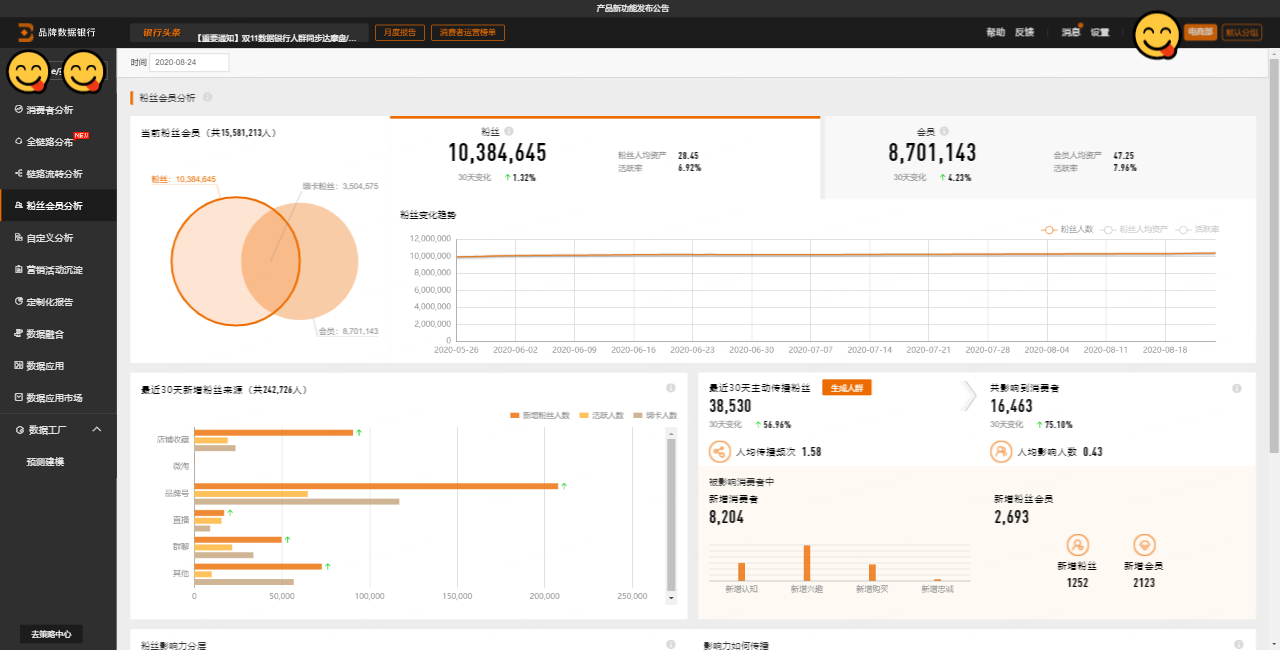 产品新功能发布公告
品牌数据银行
银行头条
【重要通知】双11数据银行人群同步达摩盘/...
月度报告
消费者运营榜单
帮助 反馈
消息 设置
电商部
默认分组
时间 2020-08-24
消费者分析
全链路分布 NEW
链路流转分析
粉丝会员分析
自定义分析
营销活动沉淀
定制化报告
数据融合
数据应用
数据应用市场
数据工厂
预测建模
去策略中心
粉丝会员分析
当前粉丝会员（共15,581,213人）
粉丝：10,384,645
绑卡粉丝：3,504,575
会员：8,701,143
粉丝
10,384,645
30天变化 ↑1.32%
粉丝人均资产 28.45
活跃率 6.92%
会员
8,701,143
30天变化 ↑4.23%
会员人均资产 47.25
活跃率 7.96%
粉丝变化趋势
粉丝人数 粉丝人均资产 活跃率
12,000,000
10,000,000
8,000,000
6,000,000
4,000,000
2,000,000
0
2020-05-26 2020-06-02 2020-06-09 2020-06-16 2020-06-23 2020-06-30 2020-07-07 2020-07-14 2020-07-21 2020-07-28 2020-08-04 2020-08-11 2020-08-18
最近30天新增粉丝来源（共242,726人）
新增粉丝人数 活跃人数 绑卡人数
店铺收藏
微淘
品牌号
直播
群聊
其他
0 50,000 100,000 150,000 200,000 250,000
最近30天主动传播粉丝 生成人群
38,530
30天变化 ↑56.96%
人均传播频次 1.58
共影响到消费者
16,463
30天变化 ↑75.10%
人均影响人数 0.43
被影响消费者中
新增消费者
8,204
新增认知 新增兴趣 新增购买 新增忠诚
新增粉丝会员
2,693
新增粉丝
1252
新增会员
2123
粉丝影响力分层
影响力如何传播